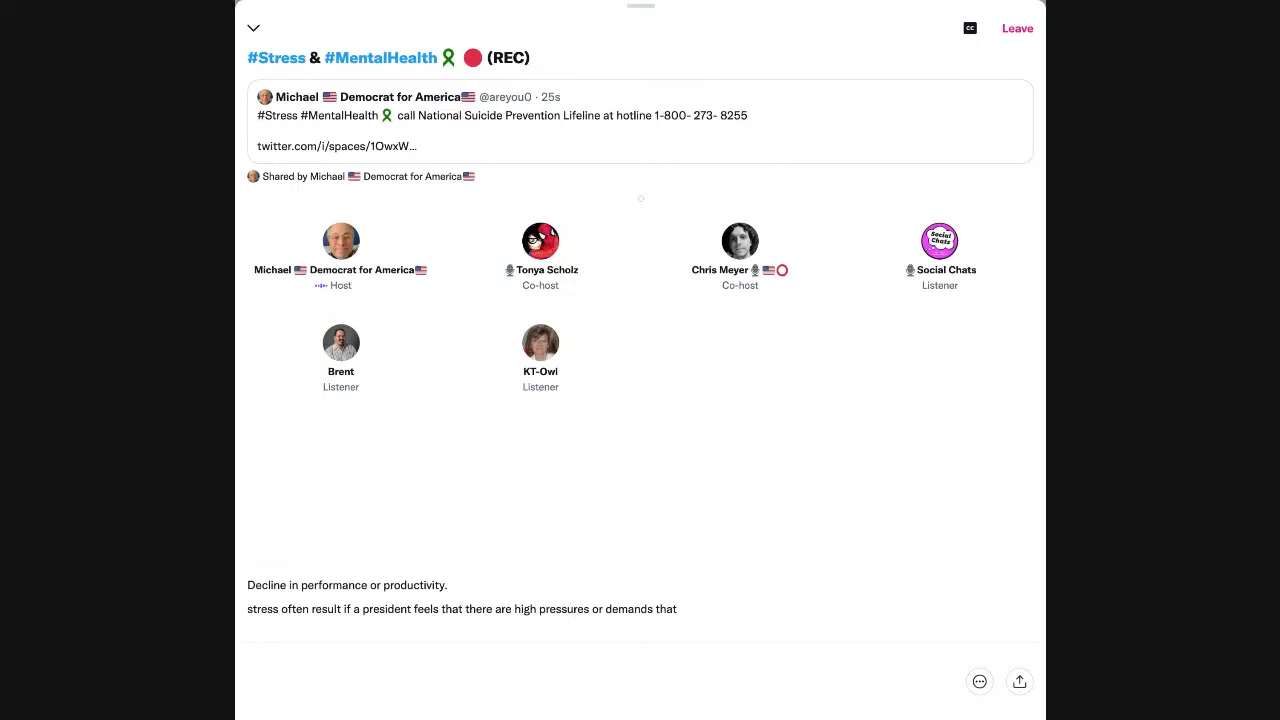 CC
Leave
#Stress & #MentalHealth🎗 🔴 (REC)
Michael 🇺🇸 Democrat for America🇺🇸 @areyou0 · 25s
#Stress #MentalHealth🎗 call National Suicide Prevention Lifeline at hotline 1-800- 273- 8255
twitter.com/i/spaces/1OwxW...
Shared by Michael 🇺🇸 Democrat for America🇺🇸
Michael 🇺🇸 Democrat for America🇺🇸
Host
🎙Tonya Scholz
Co-host
Chris Meyer🎙🇺🇸⭕
Co-host
Social Chats
🎙Social Chats
Listener
Brent
Listener
KT-Owl
Listener
Decline in performance or productivity.
stress often result if a president feels that there are high pressures or demands that